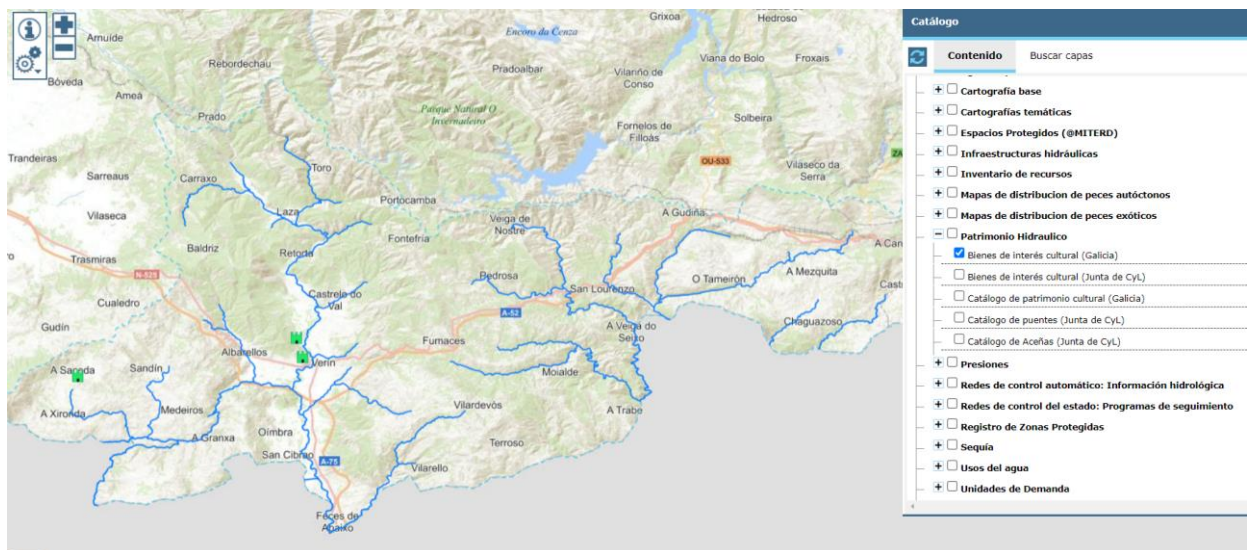 Grixoa
Hedroso
Amuíde
Encoro da Cenza
Rebordechau
Viana do Bolo
Froxais
Pradoalbar
Vilariño de
Conso
Bóveda
Ameá
Parque Natural O
Invernadeiro
Prado
Solbeira
Fornelos de
Filloás
Trandeiras
OU-533
ZA
Toro
Vilaseco da
Serra
Sarreaus
Carraxo
Portocamba
Vilaseca
Laza
A Gudiña
Veiga de
Nostre
Fontefría
Baldriz
Retorta
A Can
Trasmiras
N-525
Pedrosa
O Tameirón
A Mezquita
San Lourenzo
Castrelo do
Val
Cualedro
A-52
Chaguazoso
Gudín
A Veiga do
Seixo
Fumaces
Albarellos
Verín
A Saceda
Sandín
Moialde
Vilardevós
A Xironda
Medeiros
A Trabe
Oímbra
A Granxa
Terroso
San Cibrao
A-75
Vilarello
Feces de
Abaixo
Catálogo
Contenido Buscar capas
Cartografía base
Cartografías temáticas
Espacios Protegidos (@MITERD)
Infraestructuras hidráulicas
Inventario de recursos
Mapas de distribucion de peces autóctonos
Mapas de distribucion de peces exóticos
Patrimonio Hidraulico
Bienes de interés cultural (Galicia)
Bienes de interés cultural (Junta de CyL)
Catálogo de patrimonio cultural (Galicia)
Catálogo de puentes (Junta de CyL)
Catálogo de Aceñas (Junta de CyL)
Presiones
Redes de control automático: Información hidrológica
Redes de control del estado: Programas de seguimiento
Registro de Zonas Protegidas
Sequía
Usos del agua
Unidades de Demanda